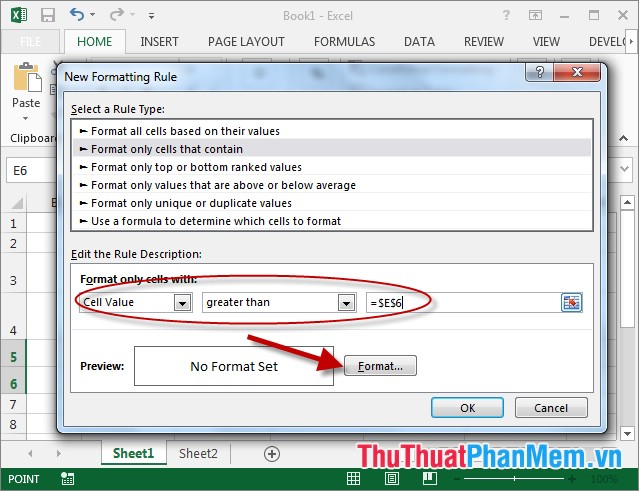 Book1 - Excel
FILE HOME INSERT PAGE LAYOUT FORMULAS DATA REVIEW VIEW DEVELO
Paste
Clipboard
New Formatting Rule
Select a Rule Type:
► Format all cells based on their values
► Format only cells that contain
► Format only top or bottom ranked values
► Format only values that are above or below average
► Format only unique or duplicate values
► Use a formula to determine which cells to format
Edit the Rule Description:
Format only cells with:
Cell Value greater than =$E$6
Preview: No Format Set Format...
OK Cancel
E6
1
2
3
4
5
6
7
8
Sheet1 Sheet2
ThuThuatPhanMem.vn
POINT 100%